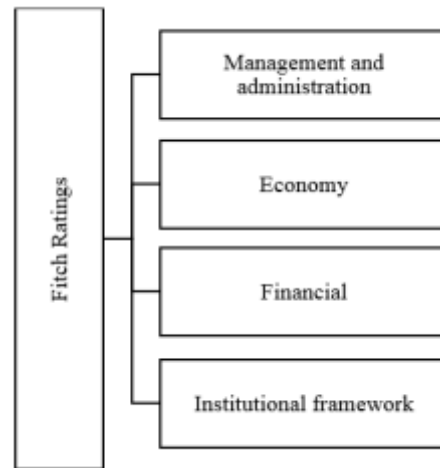 Fitch Ratings
Management and
administration
Economy
Financial
Institutional framework